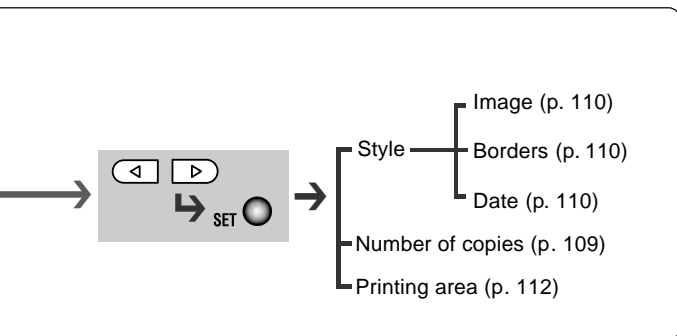 Image (p. 110)
Style
Borders (p. 110)
SET
Date (p. 110)
Number of copies (p. 109)
Printing area (p. 112)